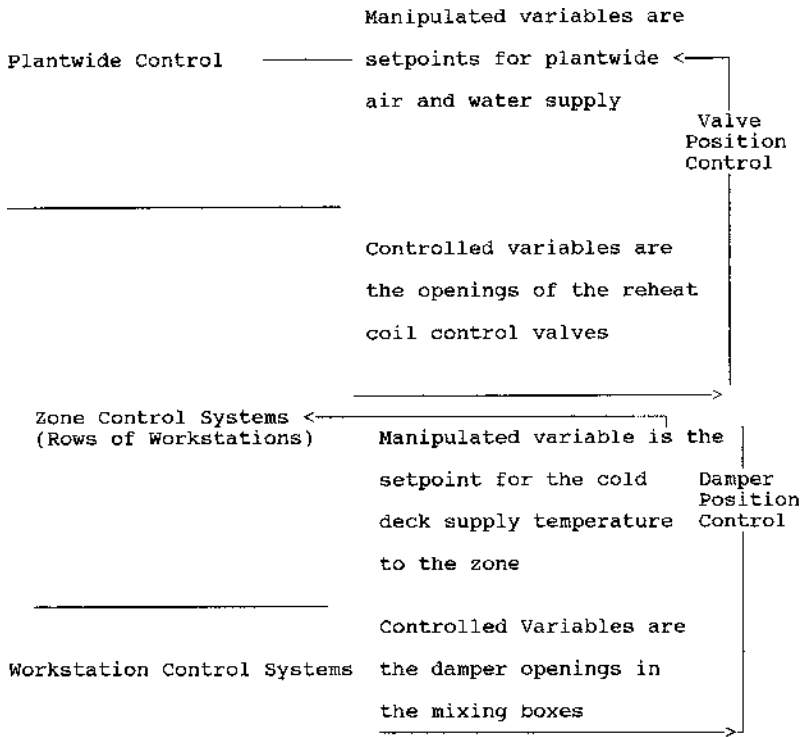 Manipulated variables are
Plantwide Control
setpoints for plantwide
air and water supply
Valve
Position
Control
Controlled variables are
the openings of the reheat
coil control valves
Zone Control Systems
(Rows of Workstations)
Manipulated variable is the
setpoint for the cold
deck supply temperature
to the zone
Damper
Position
Control
Controlled Variables are
Workstation Control Systems
the damper openings in
the mixing boxes